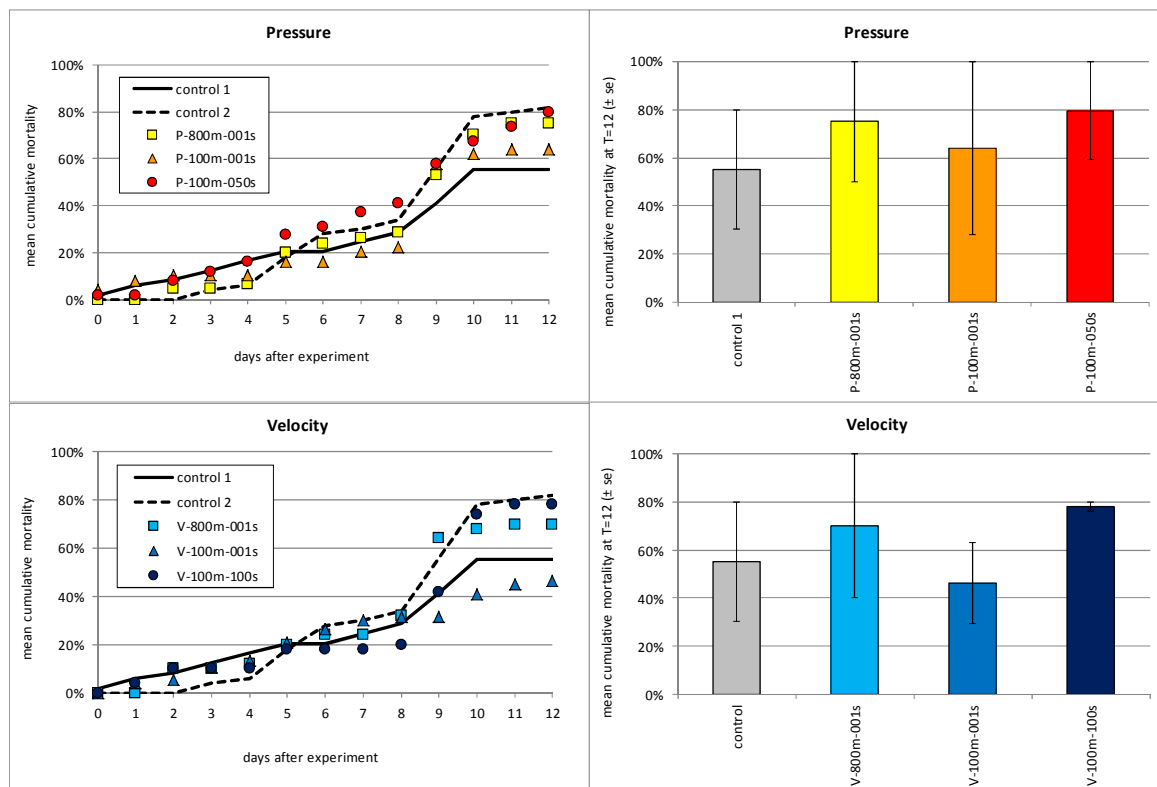 Pressure
mean cumulative mortality
100%
80%
60%
40%
20%
0%
control 1
control 2
P-800m-001s
P-100m-001s
P-100m-050s
0 1 2 3 4 5 6 7 8 9 10 11 12
days after experiment
Pressure
mean cumulative mortality at T=12 (± se)
100%
80%
60%
40%
20%
0%
control 1
P-800m-001s
P-100m-001s
P-100m-050s
Velocity
mean cumulative mortality
100%
80%
60%
40%
20%
0%
control 1
control 2
V-800m-001s
V-100m-001s
V-100m-100s
0 1 2 3 4 5 6 7 8 9 10 11 12
days after experiment
Velocity
mean cumulative mortality at T=12 (± se)
100%
80%
60%
40%
20%
0%
control
V-800m-001s
V-100m-001s
V-100m-100s